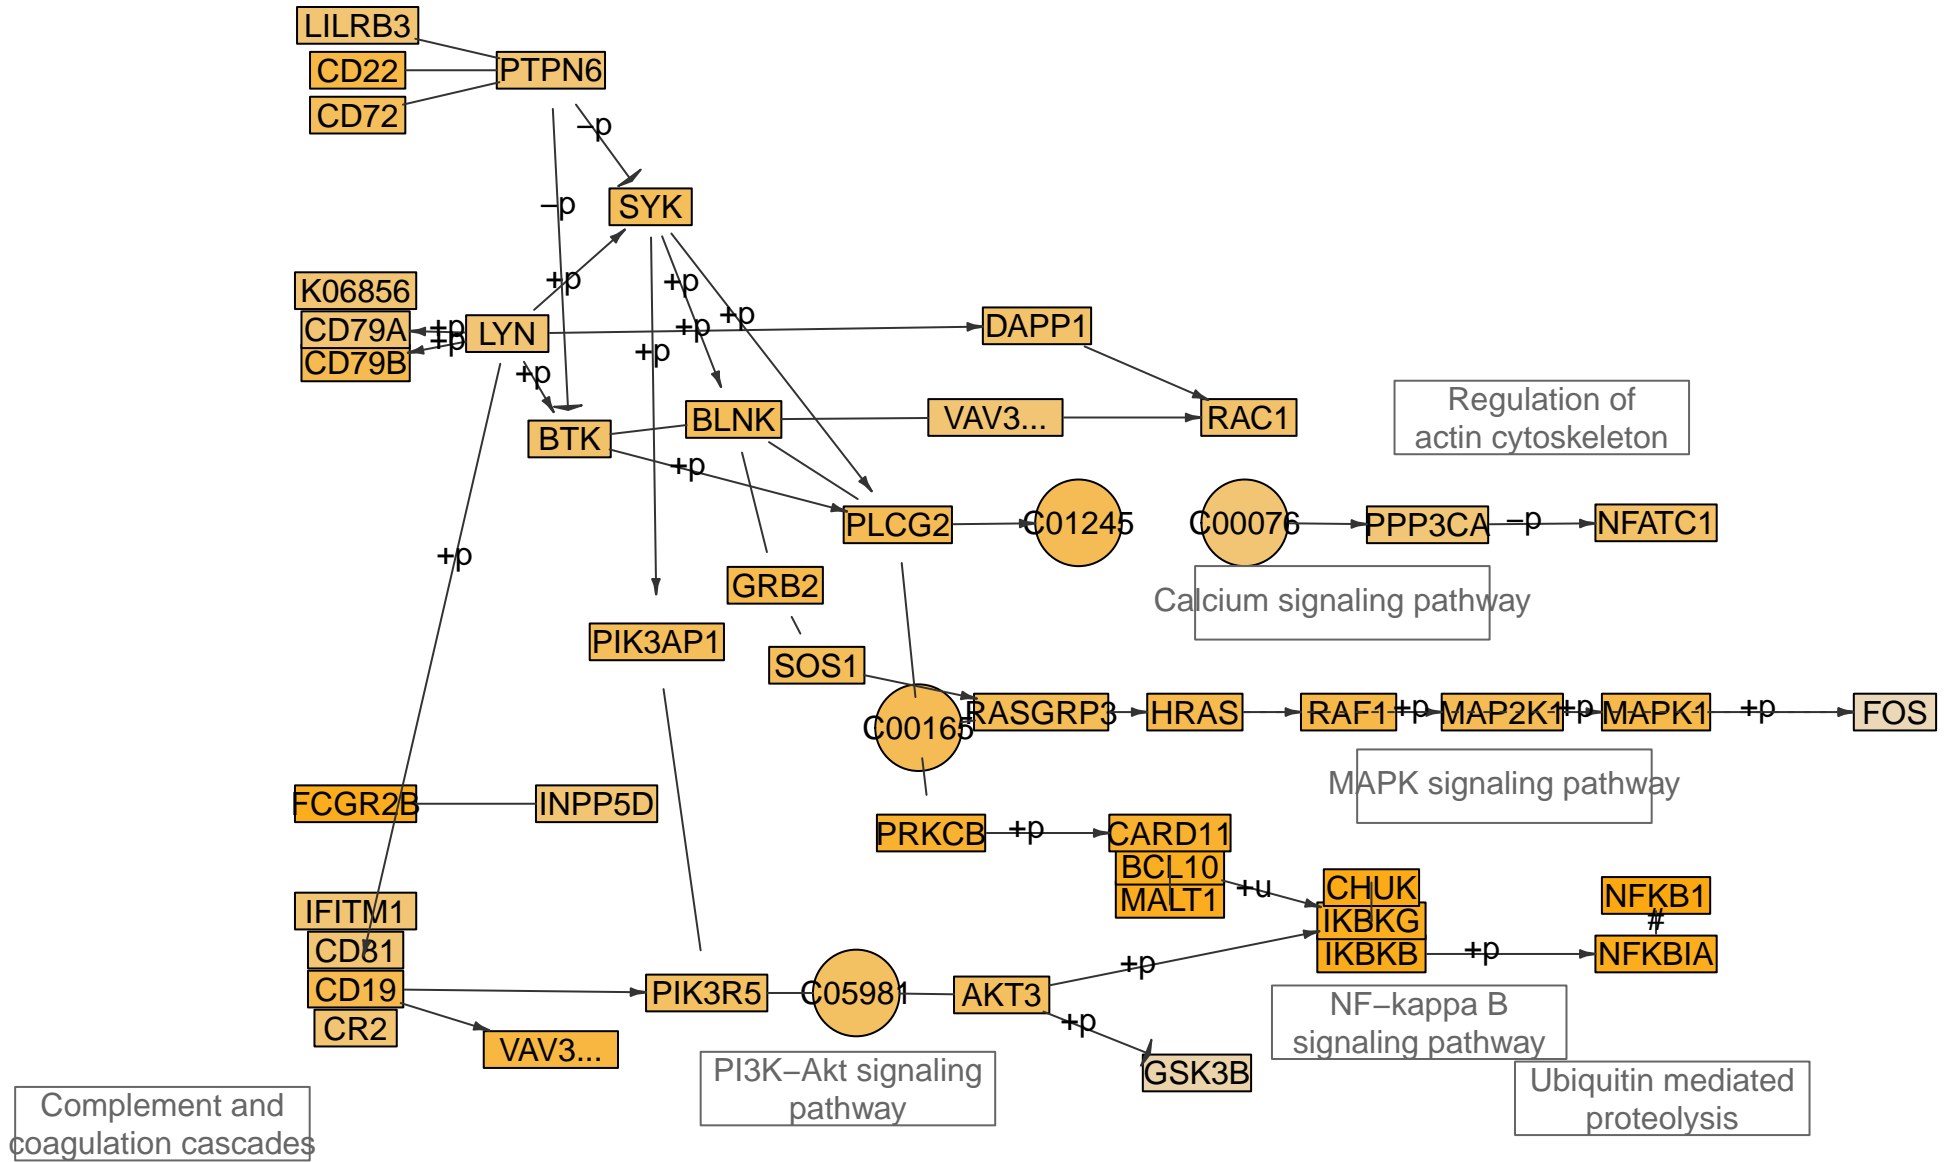 LILRB3
CD22
PTPN6
CD72
–p
SYK
–p
+p
+p
K06856
CD79A
+p
LYN
+p
+p
DAPP1
CD79B
+p
+p
+p
BTK
BLNK
VAV3...
RAC1
Regulation of
actin cytoskeleton
+p
PLCG2
C01245
C00076
PPP3CA
–p
NFATC1
+p
GRB2
Calcium signaling pathway
PIK3AP1
SOS1
C00165
RASGRP3
HRAS
RAF1
+p
MAP2K1
+p
MAPK1
+p
FOS
MAPK signaling pathway
FCGR2B
INPP5D
PRKCB
+p
CARD11
BCL10
MALT1
+u
CHUK
IKBKG
IKBKB
+p
NFKB1
#
NFKBIA
IFITM1
CD81
CD19
CR2
VAV3...
PIK3R5
C05981
AKT3
+p
+p
GSK3B
NF–kappa B
signaling pathway
PI3K–Akt signaling
pathway
Ubiquitin mediated
proteolysis
Complement and
coagulation cascades